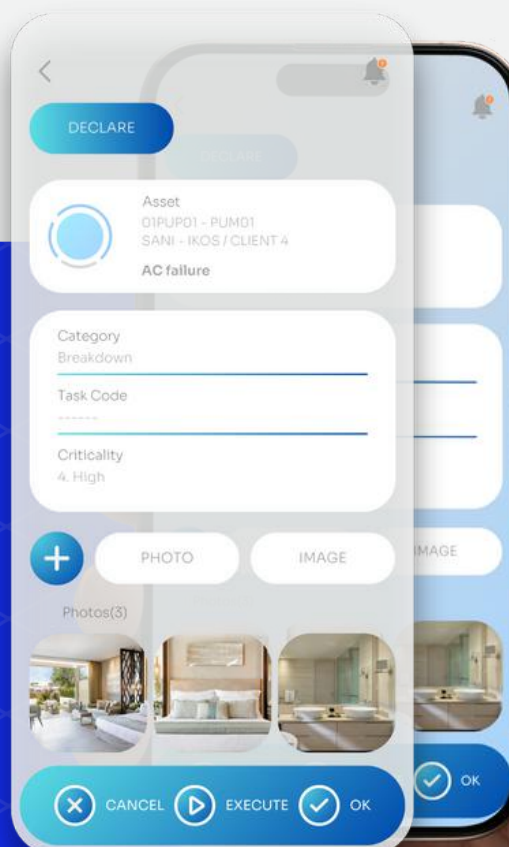 DECLARE
Asset
01PUP01 - PUM01
SANI - IKOS / CLIENT 4
AC failure
Category
Breakdown
Task Code
------
Criticality
4. High
PHOTO
IMAGE
IMAGE
Photos(3)
CANCEL
EXECUTE
OK
OK
DECLARE